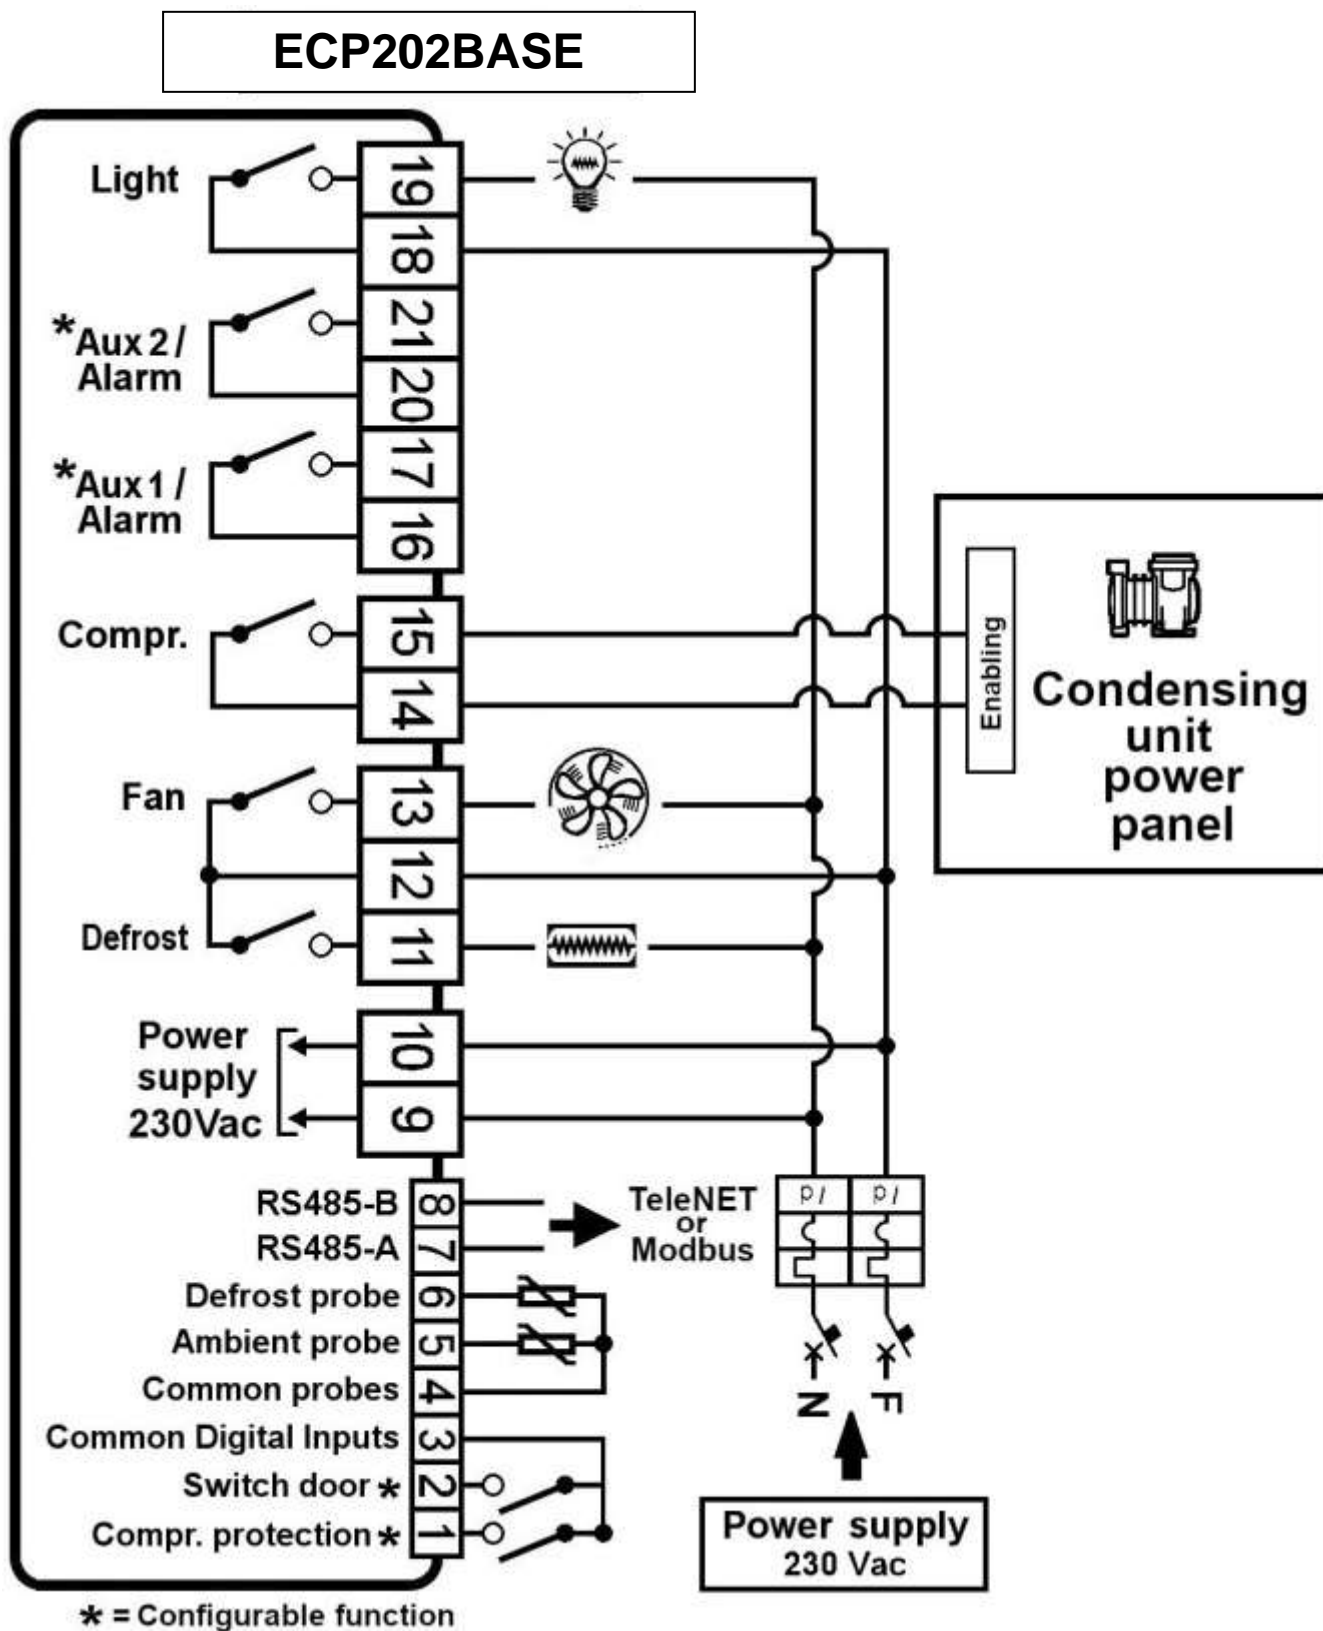 ECP202BASE
Light
19
18
*Aux 2 /
Alarm
21
20
*Aux 1 /
Alarm
17
16
Compr.
15
14
Enabling
Condensing
unit
power
panel
Fan
13
12
Defrost
11
Power
supply
230Vac
10
9
RS485-B 8
RS485-A 7
TeleNET
or
Modbus
Id Id
Defrost probe 6
Ambient probe 5
Common probes 4
Common Digital Inputs 3
Switch door * 2
Compr. protection * 1
N F
Power supply
230 Vac
* = Configurable function